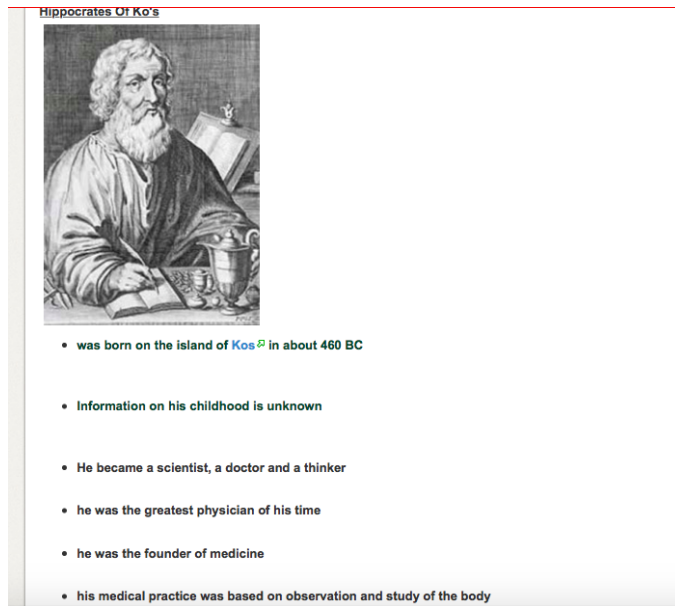 Hippocrates Of Ko's
was born on the island of Kos in about 460 BC
Information on his childhood is unknown
He became a scientist, a doctor and a thinker
he was the greatest physician of his time
he was the founder of medicine
his medical practice was based on observation and study of the body